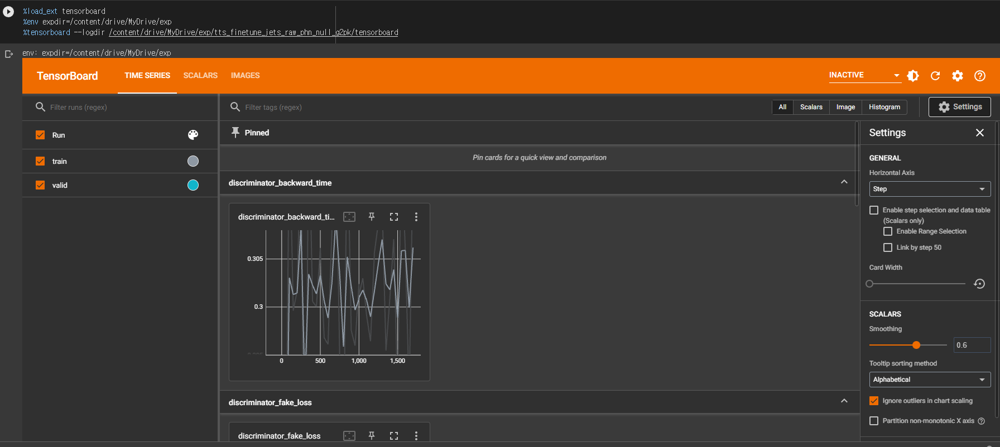 %load_ext tensorboard
%env expdir=/content/drive/MyDrive/exp
%tensorboard --logdir /content/drive/MyDrive/exp/tts_finetune_jets_raw_phn_null_g2pk/tensorboard
env: expdir=/content/drive/MyDrive/exp
TensorBoard TIME SERIES SCALARS IMAGES INACTIVE
Filter runs (regex)
Filter tags (regex)
All Scalars Image Histogram Settings
Run
train
valid
Pinned
Pin cards for a quick view and comparison
discriminator_backward_time
discriminator_backward_ti...
0.305
0.3
0 500 1,000 1,500
discriminator_fake_loss
discriminator_fake_loss
Settings
GENERAL
Horizontal Axis
Step
Enable step selection and data table
(Scalars only)
Enable Range Selection
Link by step 50
Card Width
SCALARS
Smoothing
0.6
Tooltip sorting method
Alphabetical
Ignore outliers in chart scaling
Partition non-monotonic X axis